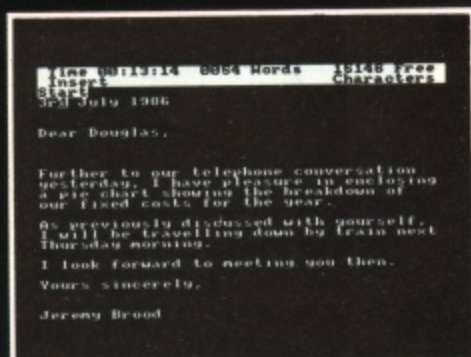 Time 00:13:14 0054 Words 15148 Free
Insert Characters
Start
3rd July 1986
Dear Douglas,
Further to our telephone conversation
yesterday, I have pleasure in enclosing
a pie chart showing the breakdown of
our fixed costs for the year.
As previously discussed with yourself,
I will be travelling down by train next
Thursday morning.
I look forward to meeting you then.
Yours sincerely,
Jeremy Brood